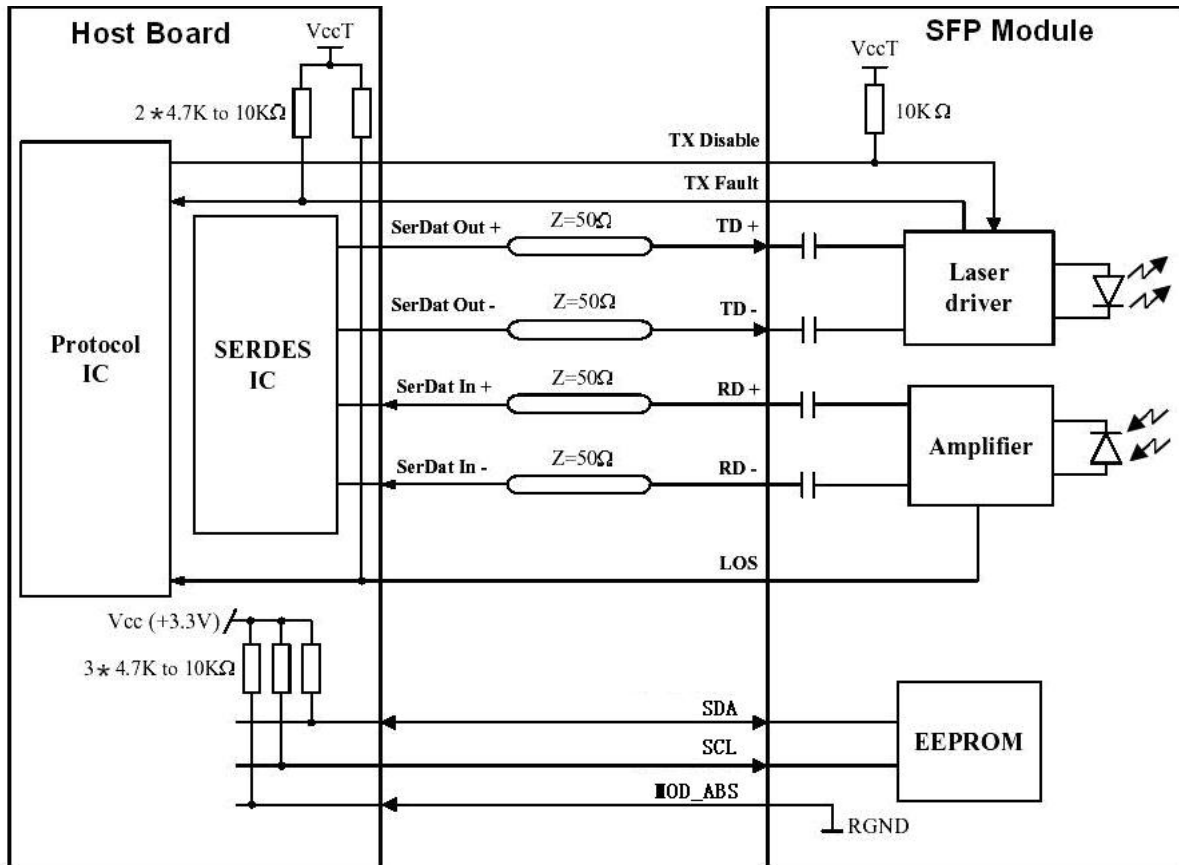 Host Board
SFP Module
VccT
VccT
2*4.7K to 10KΩ
10KΩ
TX Disable
TX Fault
SerDat Out +
Z=50Ω
TD +
SerDat Out -
Z=50Ω
TD -
Laser
driver
Protocol
IC
SERDES
IC
SerDat In +
Z=50Ω
RD +
SerDat In -
Z=50Ω
RD -
Amplifier
LOS
Vcc (+3.3V)
3*4.7K to 10KΩ
SDA
SCL
MOD_ABS
EEPROM
RGND